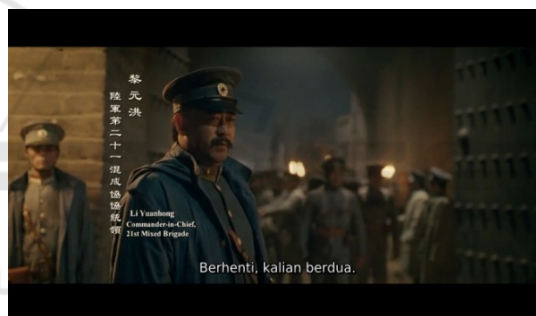 黎元洪
陸軍第二十一混成協協統領
Li Yuanhong
Commander-in-Chief,
21st Mixed Brigade
Berhenti, kalian berdua.